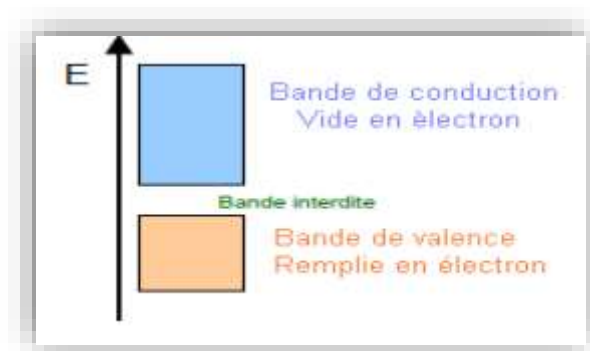 E
Bande de conduction
Vide en èlectron
Bande interdite
Bande de valence
Remplie en électron